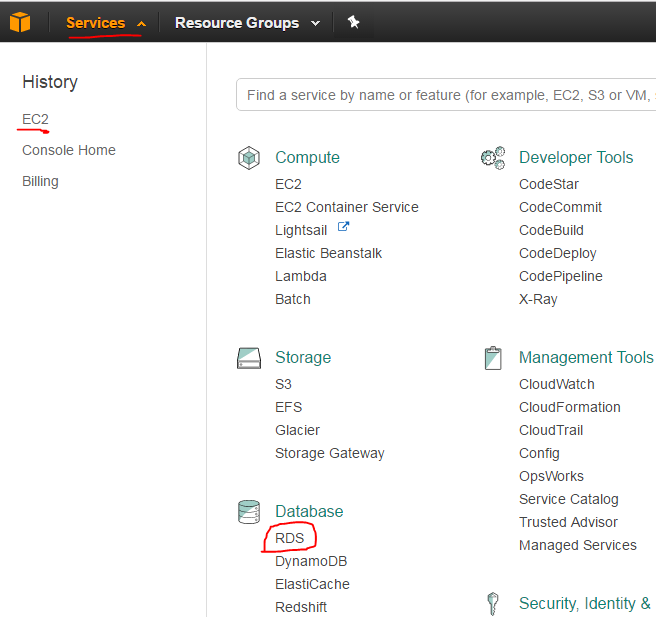 Services Resource Groups
History
EC2
Console Home
Billing
Find a service by name or feature (for example, EC2, S3 or VM,
Compute
EC2
EC2 Container Service
Lightsail
Elastic Beanstalk
Lambda
Batch
Developer Tools
CodeStar
CodeCommit
CodeBuild
CodeDeploy
CodePipeline
X-Ray
Storage
S3
EFS
Glacier
Storage Gateway
Management Tools
CloudWatch
CloudFormation
CloudTrail
Config
OpsWorks
Service Catalog
Trusted Advisor
Managed Services
Database
RDS
DynamoDB
ElastiCache
Redshift
Security, Identity &